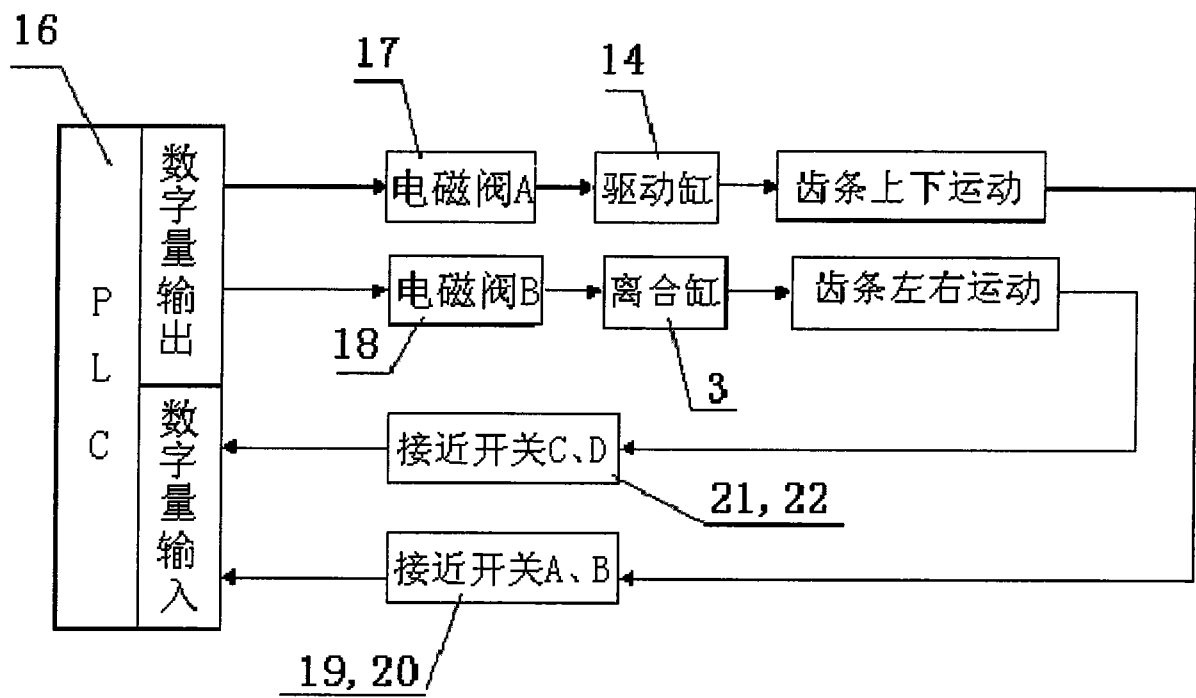 16
17
14
电磁阀A
驱动缸
齿条上下运动
数字量输出
PLC
电磁阀B
离合缸
齿条左右运动
18
3
数字量输入
接近开关C、D
21, 22
接近开关A、B
19, 20